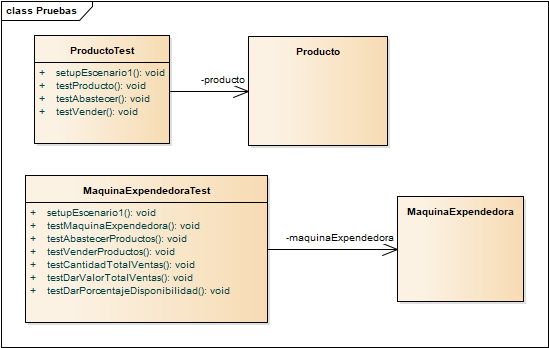 class Pruebas
ProductoTest
+ setupEscenario1(): void
+ testProducto(): void
+ testAbastecer(): void
+ testVender(): void
-producto
Producto
MaquinaExpendedoraTest
+ setupEscenario1(): void
+ testMaquinaExpendedora(): void
+ testAbastecerProductos(): void
+ testVenderProductos(): void
+ testCantidadTotalVentas(): void
+ testDarValorTotalVentas(): void
+ testDarPorcentajeDisponibilidad(): void
-maquinaExpendedora
MaquinaExpendedora